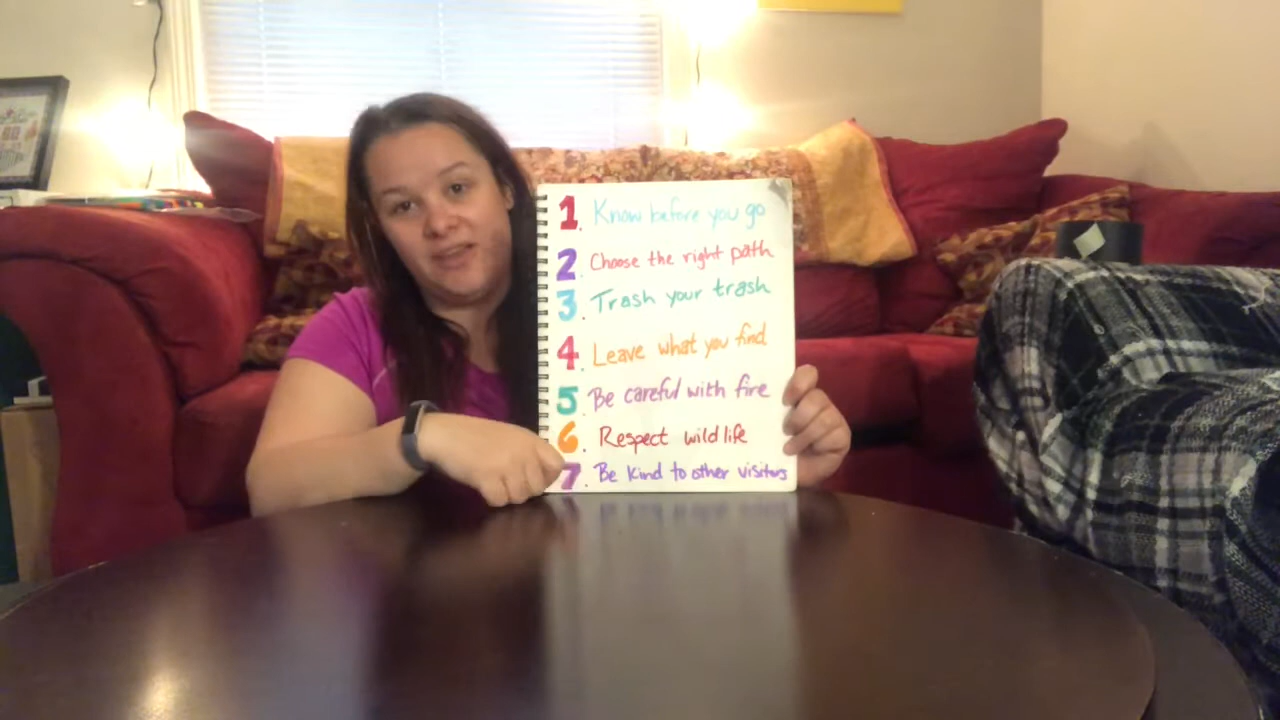 1. Know before you go
2. Choose the right path
3. Trash your trash
4. Leave what you find
5. Be careful with fire
6. Respect wildlife
7. Be kind to other visitors